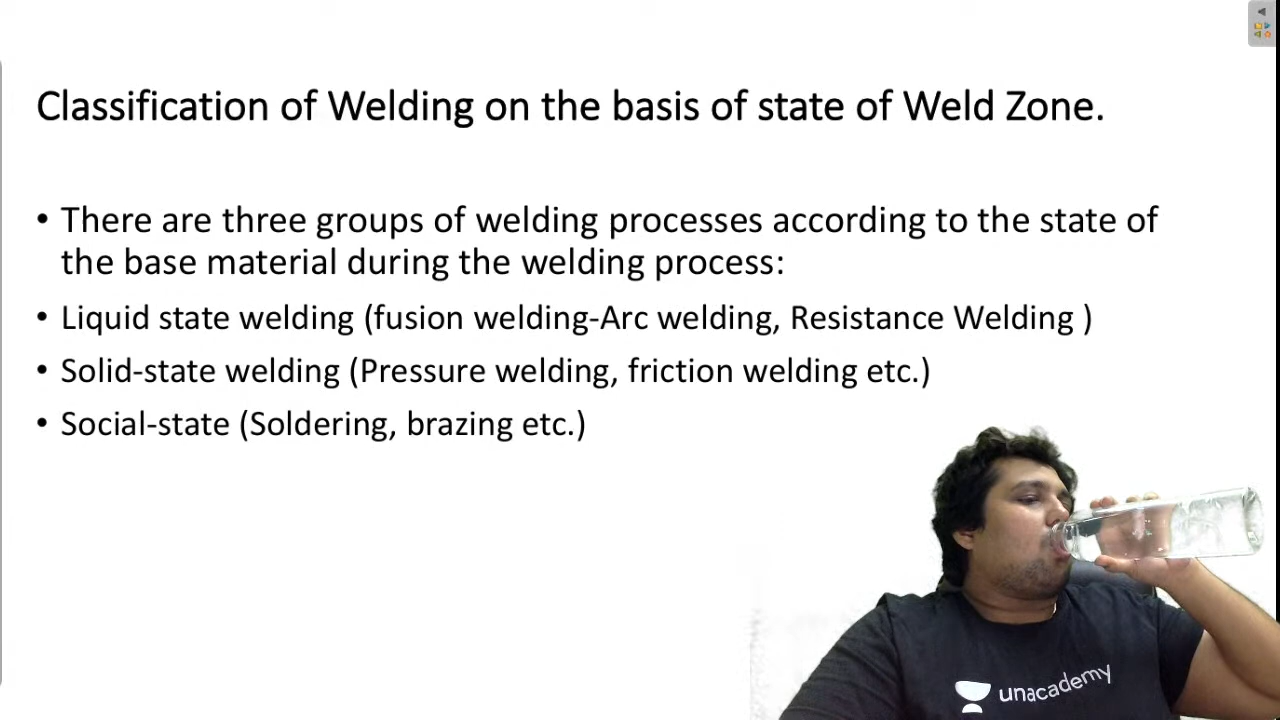 Classification of Welding on the basis of state of Weld Zone.
• There are three groups of welding processes according to the state of
the base material during the welding process:
• Liquid state welding (fusion welding-Arc welding, Resistance Welding )
• Solid-state welding (Pressure welding, friction welding etc.)
• Social-state (Soldering, brazing etc.)
unacademy